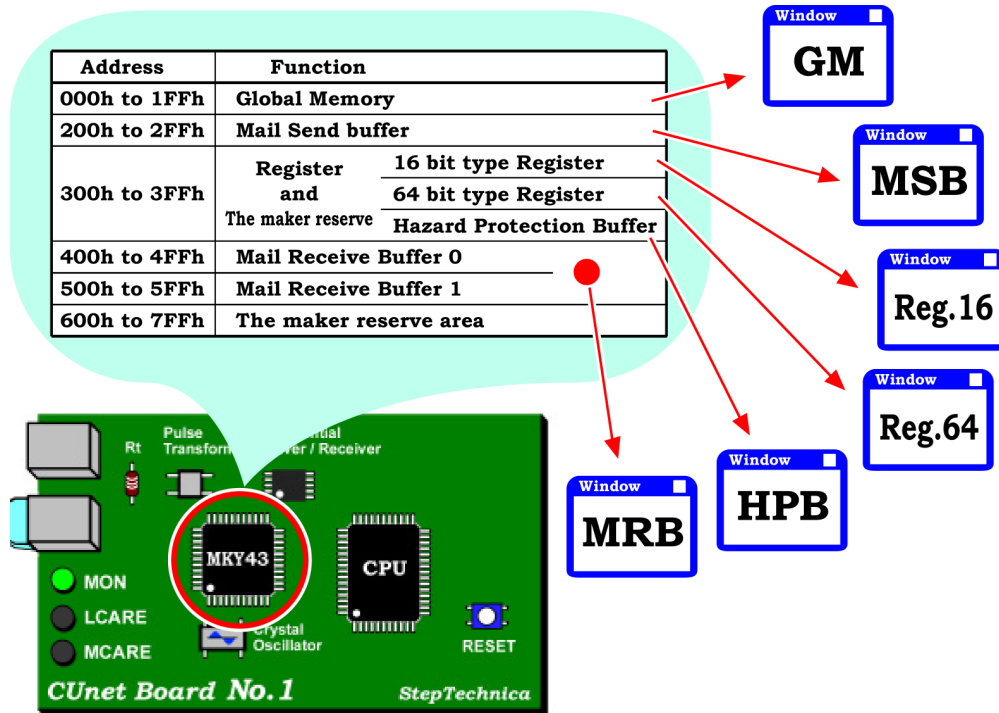 Address Function
000h to 1FFh Global Memory
200h to 2FFh Mail Send buffer
300h to 3FFh Register and The maker reserve
16 bit type Register
64 bit type Register
Hazard Protection Buffer
400h to 4FFh Mail Receive Buffer 0
500h to 5FFh Mail Receive Buffer 1
600h to 7FFh The maker reserve area
Window
GM
Window
MSB
Window
Reg.16
Window
Reg.64
Window
HPB
Window
MRB
Rt
Pulse
Transform
ntial
/ Receiver
MKY43
CPU
MON
LCARE
MCARE
Crystal
Oscillator
RESET
CUnet Board No.1
StepTechnica